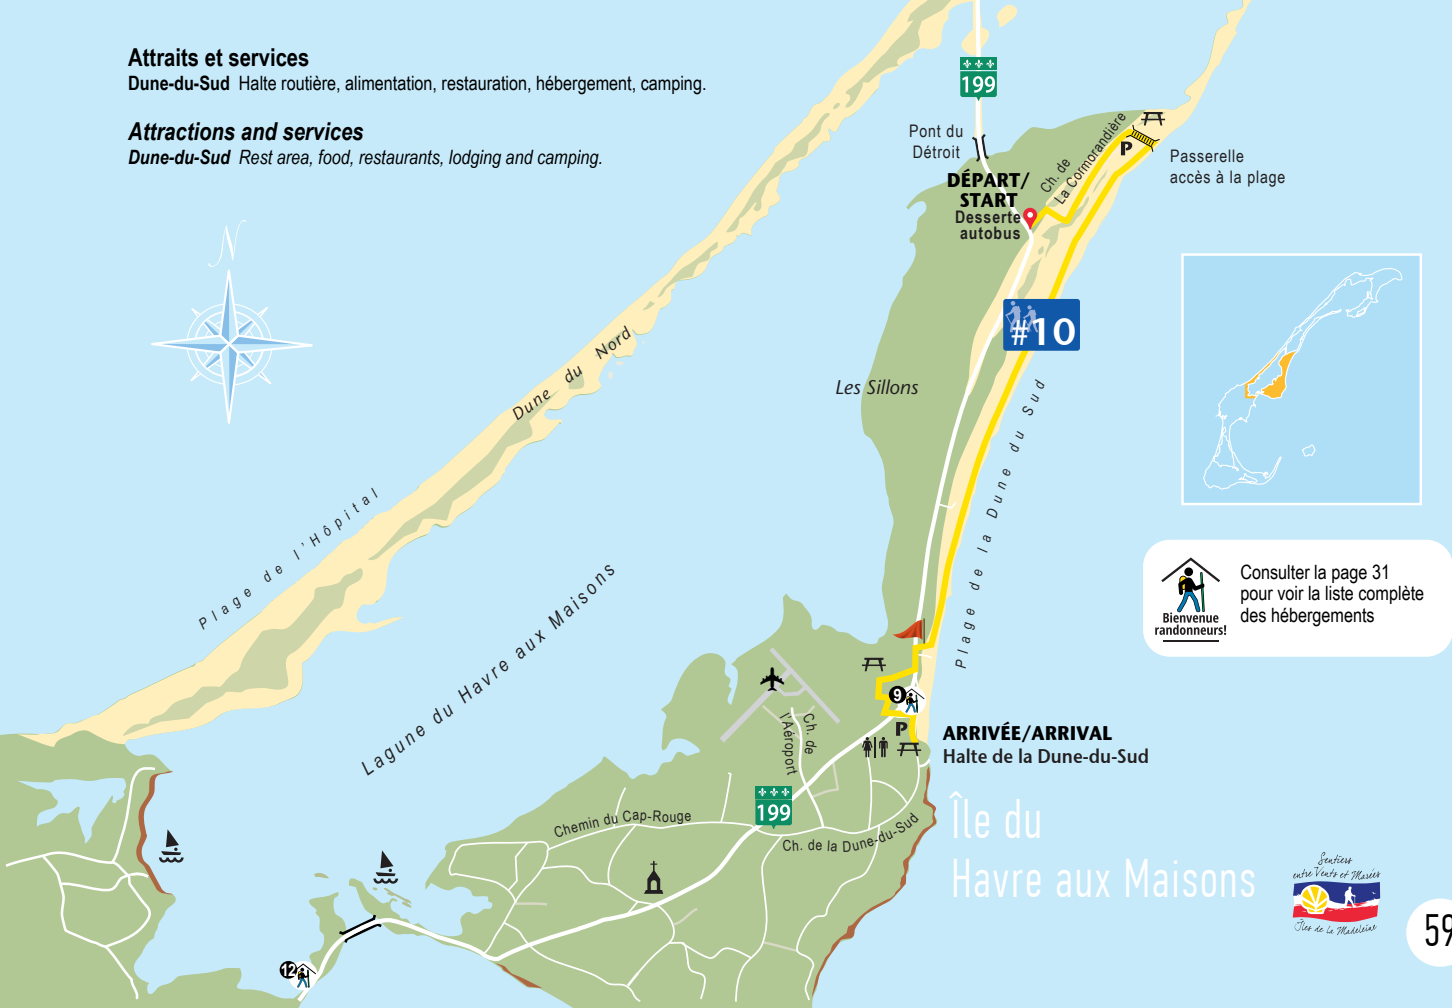 Attraits et services
Dune-du-Sud Halte routière, alimentation, restauration, hébergement, camping.
Attractions and services
Dune-du-Sud Rest area, food, restaurants, lodging and camping.
N
199
Pont du
Détroit
DÉPART/
START
Desserte
autobus
Ch. de
La Cormorandière
P
Passerelle
accès à la plage
#10
Les Sillons
Dune du Nord
Plage de l'Hôpital
Lagune du Havre aux Maisons
Plage de la Dune du Sud
Bienvenue
randonneurs!
Consulter la page 31
pour voir la liste complète
des hébergements
9
P
ARRIVÉE/ARRIVAL
Halte de la Dune-du-Sud
Ch. de
l'Aéroport
199
Chemin du Cap-Rouge
Ch. de la Dune-du-Sud
Île du
Havre aux Maisons
12
Sentiers
entre Vents et Marées
Îles de la Madeleine
59